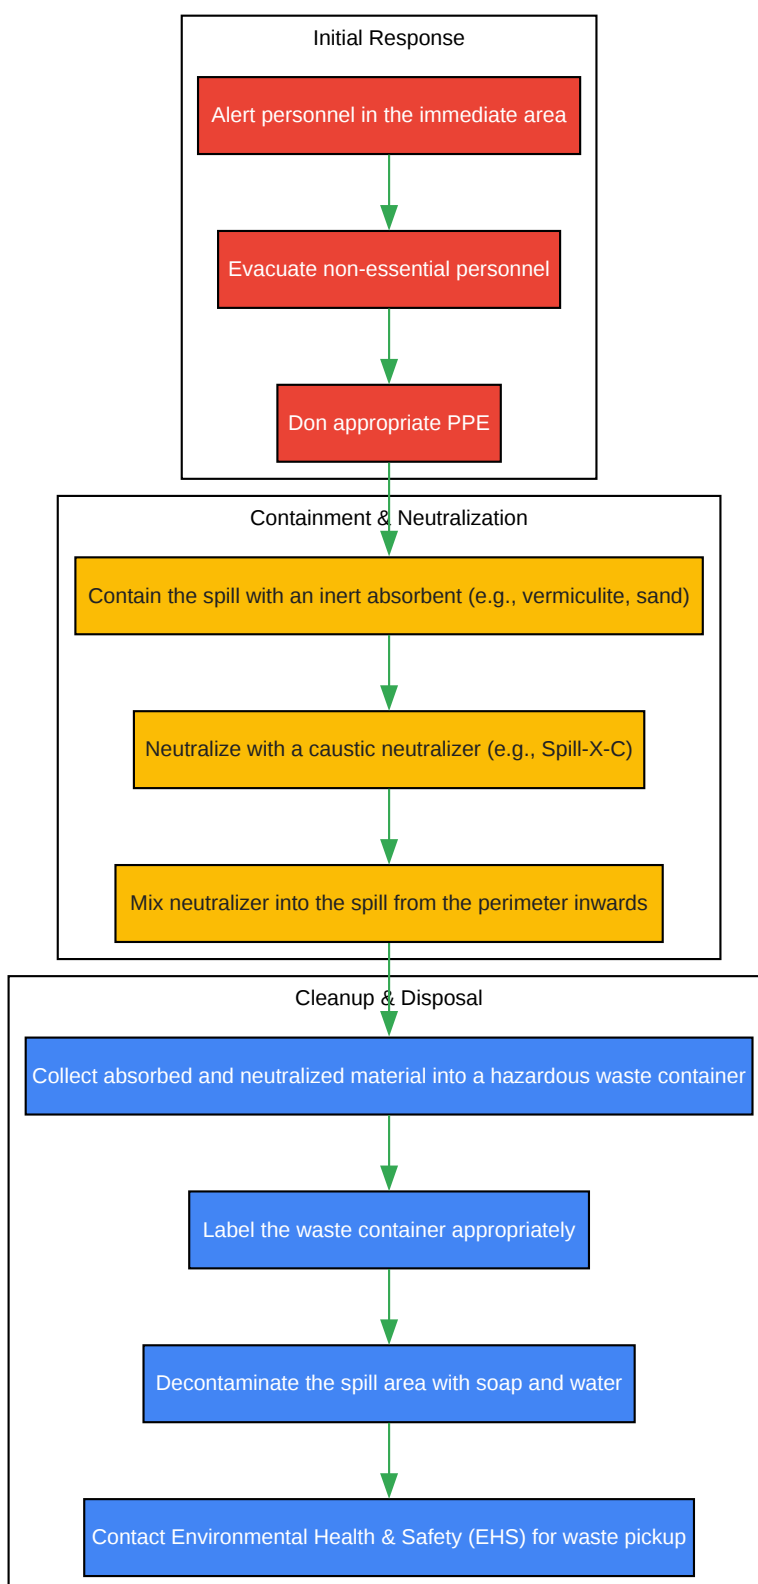 Initial Response
Alert personnel in the immediate area
Evacuate non-essential personnel
Don appropriate PPE
Containment & Neutralization
Contain the spill with an inert absorbent (e.g., vermiculite, sand)
Neutralize with a caustic neutralizer (e.g., Spill-X-C)
Mix neutralizer into the spill from the perimeter inwards
Cleanup & Disposal
Collect absorbed and neutralized material into a hazardous waste container
Label the waste container appropriately
Decontaminate the spill area with soap and water
Contact Environmental Health & Safety (EHS) for waste pickup